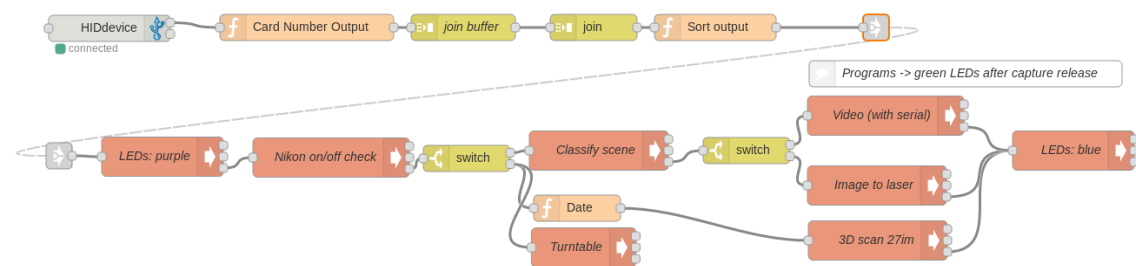 HIDdevice
Card Number Output
join buffer
join
Sort output
connected
Programs -> green LEDs after capture release
LEDs: purple
Nikon on/off check
switch
Classify scene
switch
Video (with serial)
LEDs: blue
Image to laser
Date
Turntable
3D scan 27im